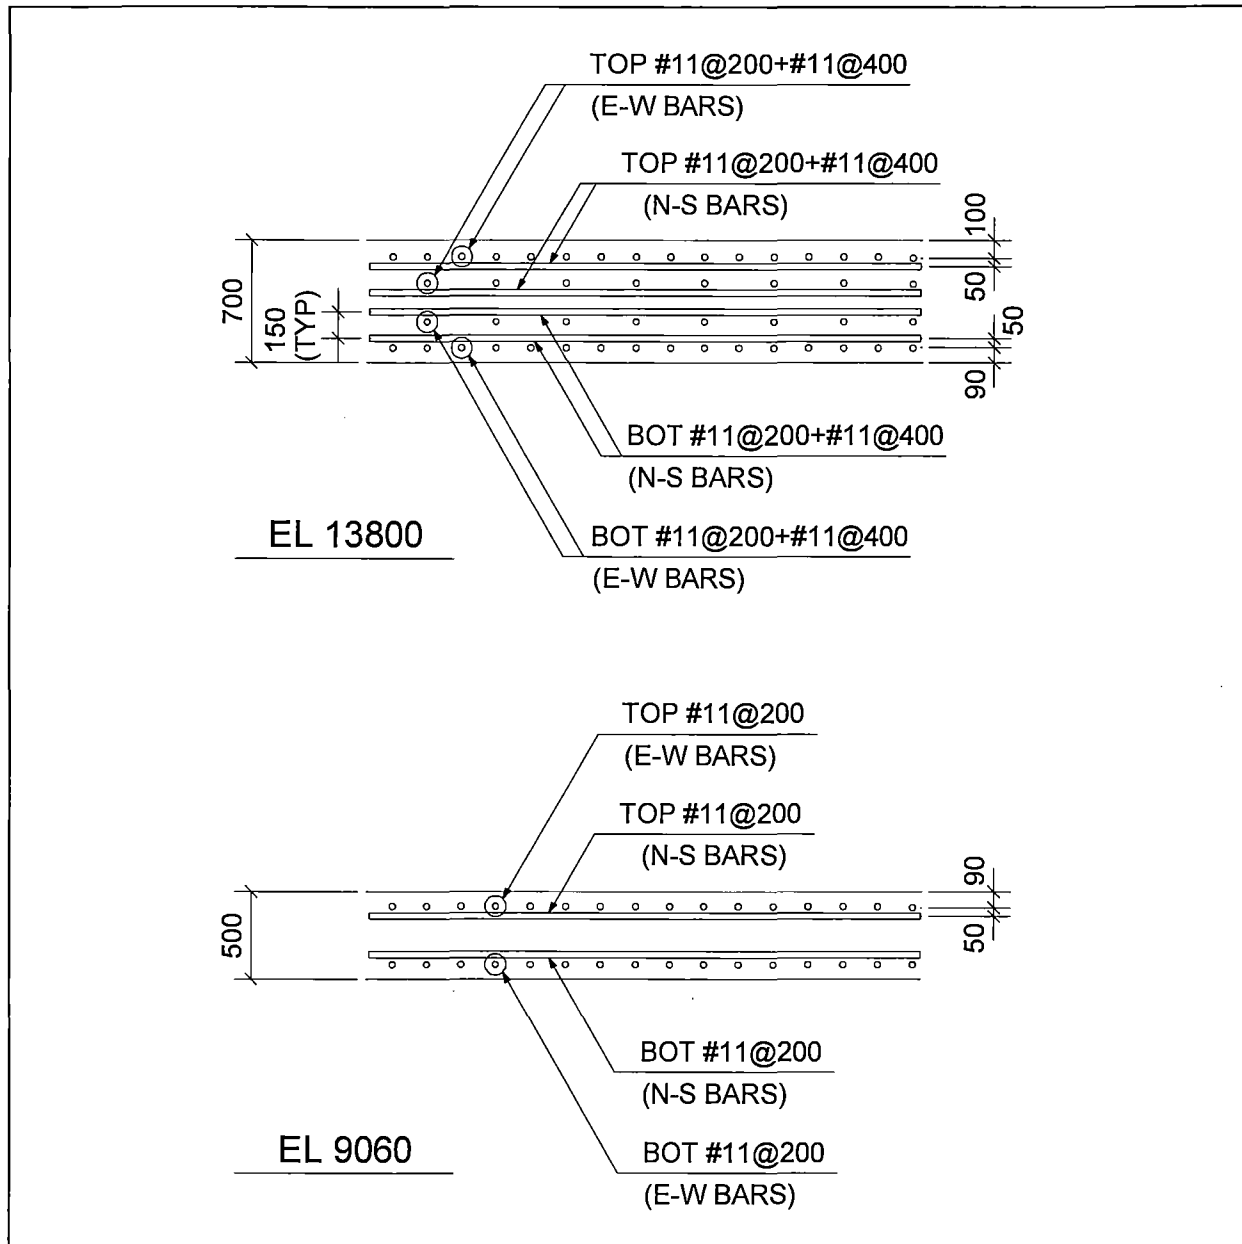 TOP #11@200+#11@400
(E-W BARS)
TOP #11@200+#11@400
(N-S BARS)
100
50
700
150
(TYP)
50
90
BOT #11@200+#11@400
(N-S BARS)
EL 13800
BOT #11@200+#11@400
(E-W BARS)
TOP #11@200
(E-W BARS)
TOP #11@200
(N-S BARS)
90
50
500
BOT #11@200
(N-S BARS)
EL 9060
BOT #11@200
(E-W BARS)